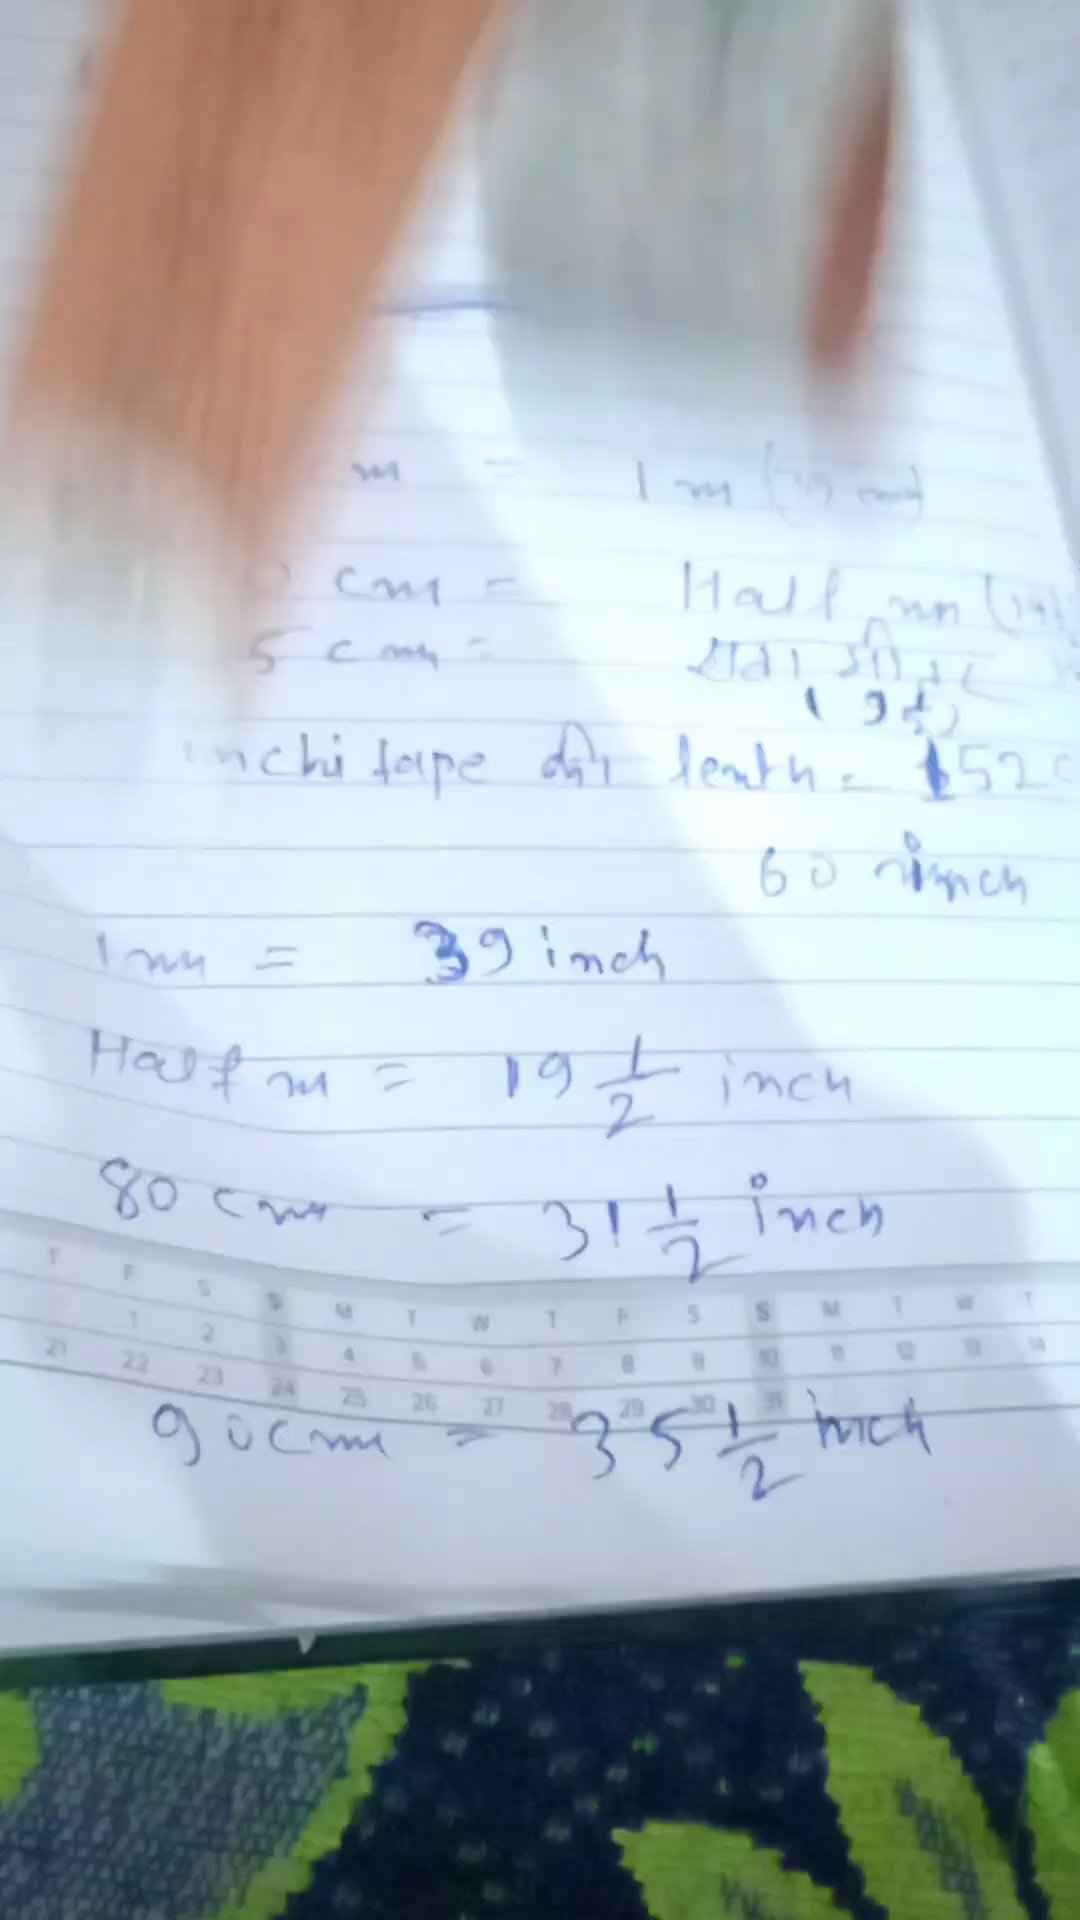 m = 1 m
cm = Half m
5 cm =
inchi tape की lenth = 152 c
60 inch
1 m = 39 inch
Half m = 19 1/2 inch
80 cm = 31 1/2 inch
T F S S M T W T F S S M T W T
1 2 3 4 5 6 7 8 9 10 11 12 13 14
21 22 23 24 25 26 27 28 29 30 31
90 cm = 35 1/2 inch